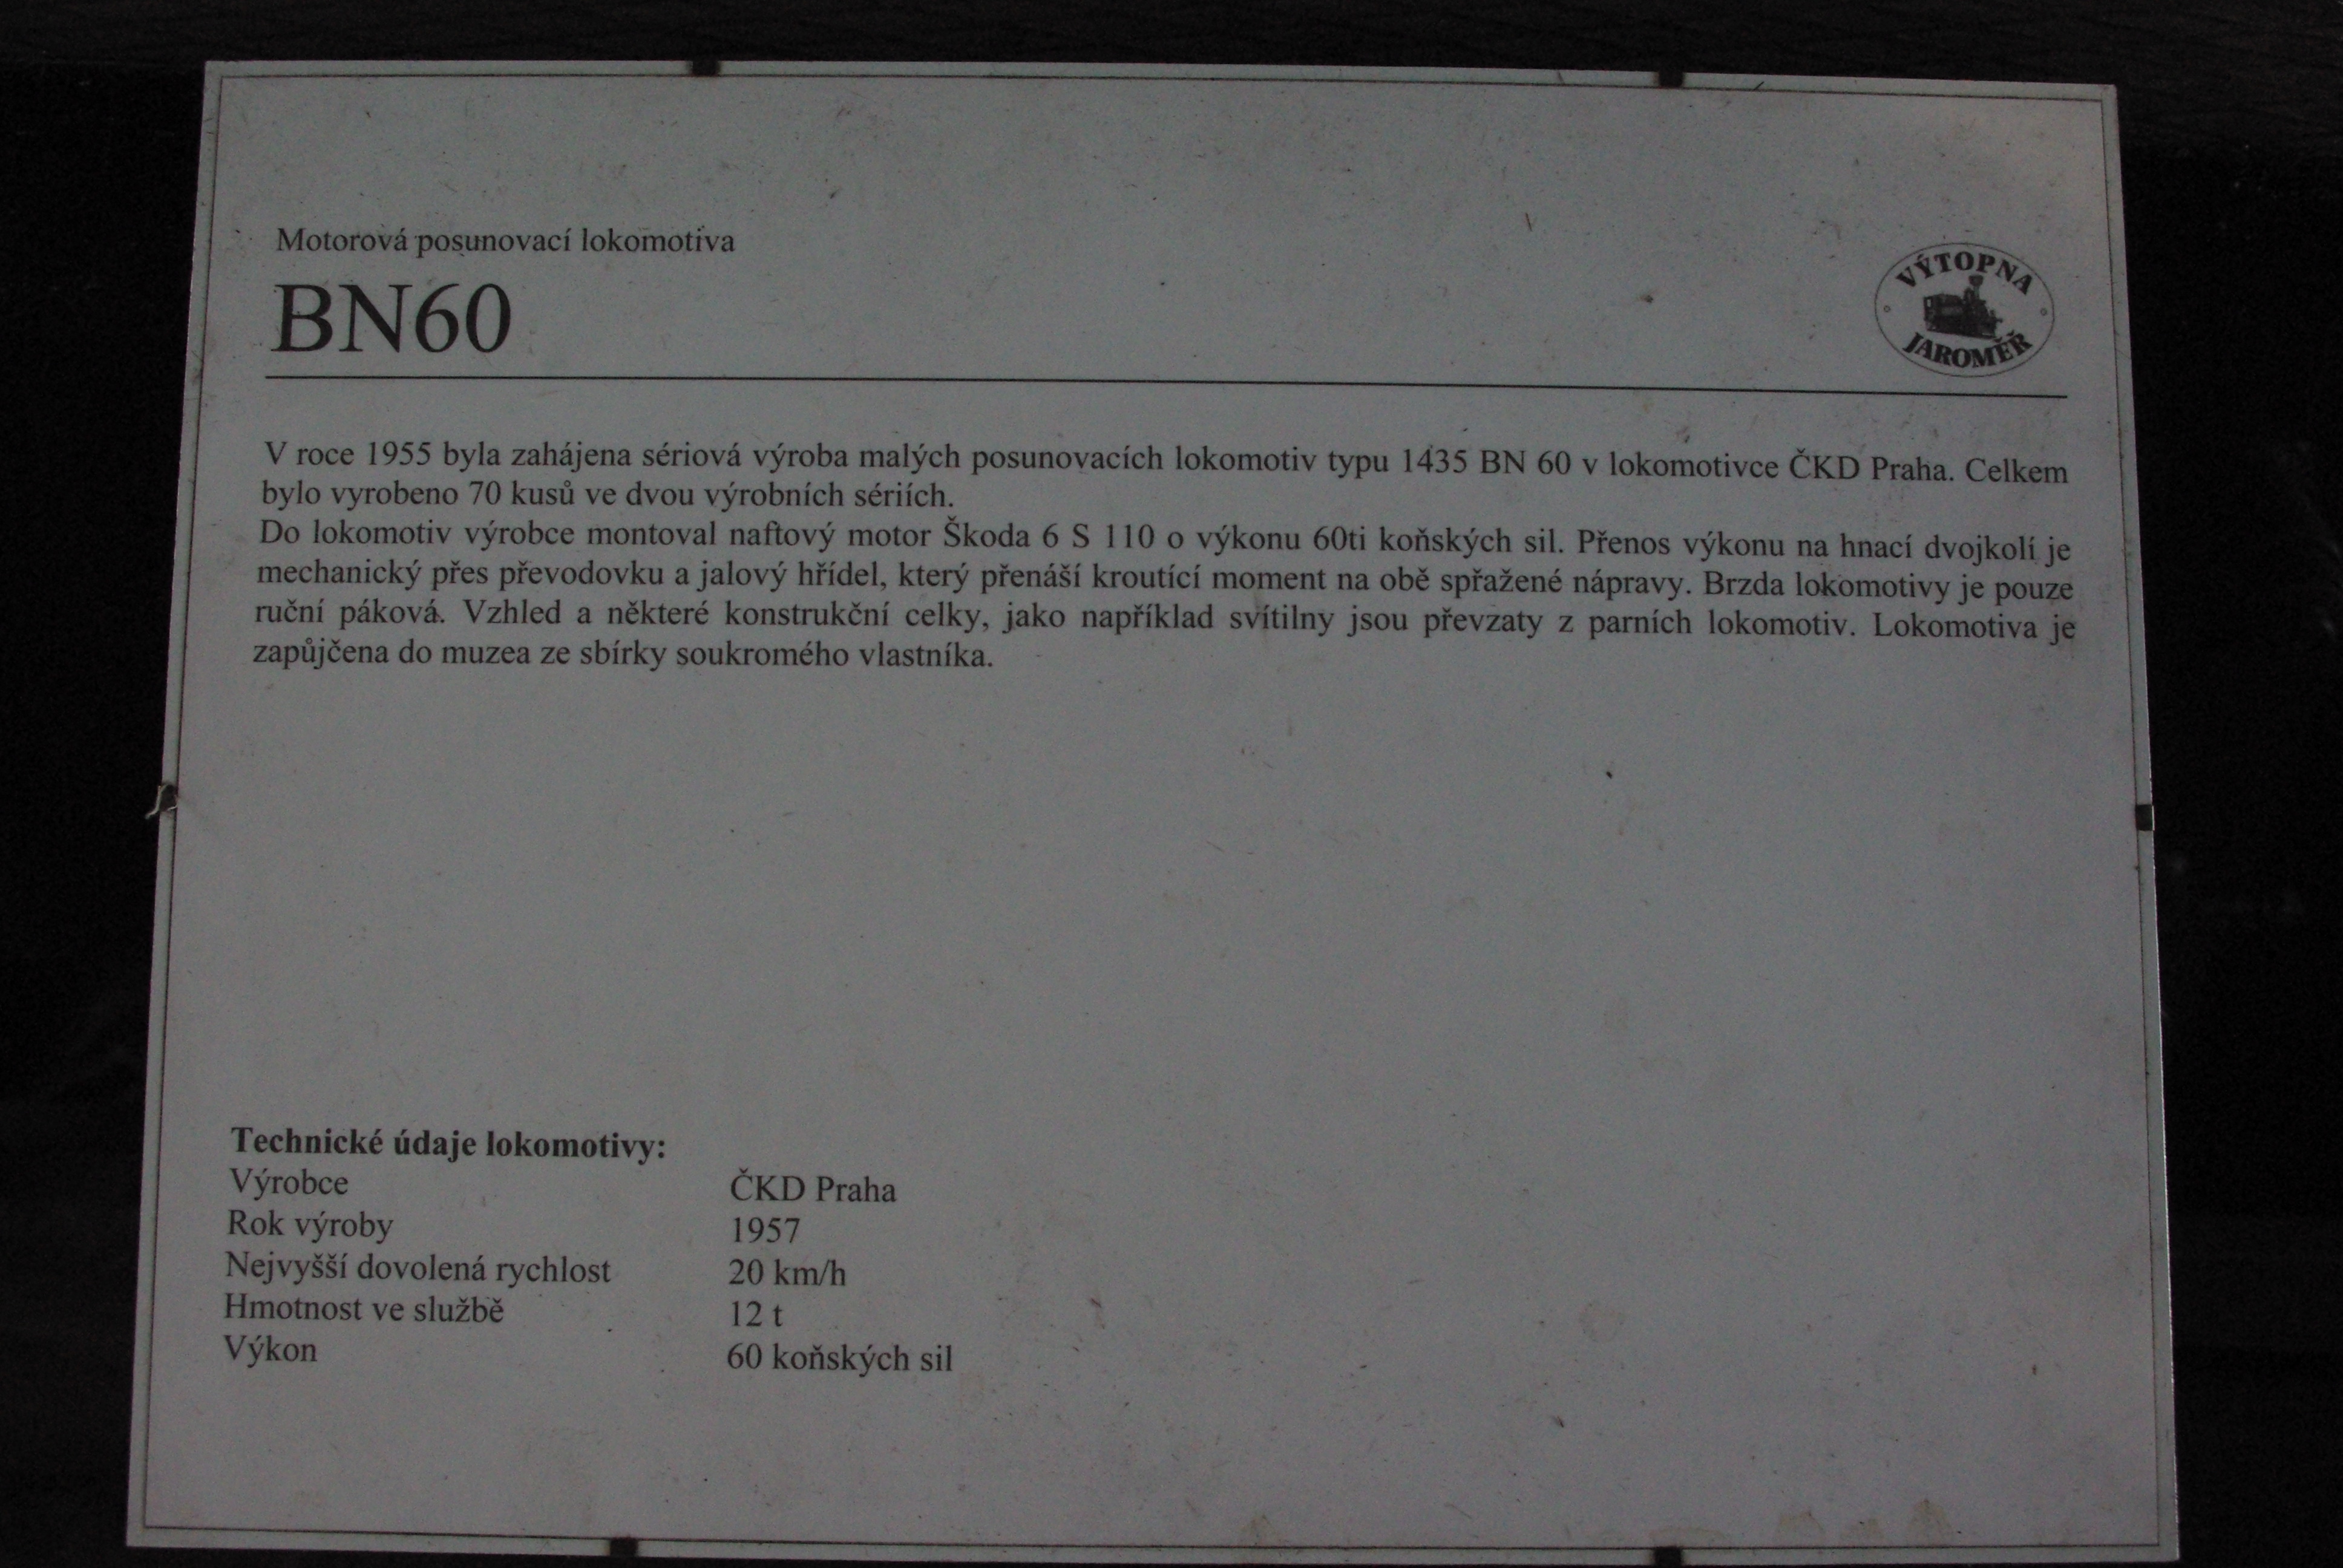 Motorová posunovací lokomotiva
BN60
VÝTOPNA
JAROMĚŘ
V roce 1955 byla zahájena sériová výroba malých posunovacích lokomotiv typu 1435 BN 60 v lokomotivce ČKD Praha. Celkem
bylo vyrobeno 70 kusů ve dvou výrobních sériích.
Do lokomotiv výrobce montoval naftový motor Škoda 6 S 110 o výkonu 60ti koňských sil. Přenos výkonu na hnací dvojkolí je
mechanický přes převodovku a jalový hřídel, který přenáší kroutící moment na obě spřažené nápravy. Brzda lokomotivy je pouze
ruční páková. Vzhled a některé konstrukční celky, jako například svítilny jsou převzaty z parních lokomotiv. Lokomotiva je
zapůjčena do muzea ze sbírky soukromého vlastníka.
Technické údaje lokomotivy:
Výrobce ČKD Praha
Rok výroby 1957
Nejvyšší dovolená rychlost 20 km/h
Hmotnost ve službě 12 t
Výkon 60 koňských sil